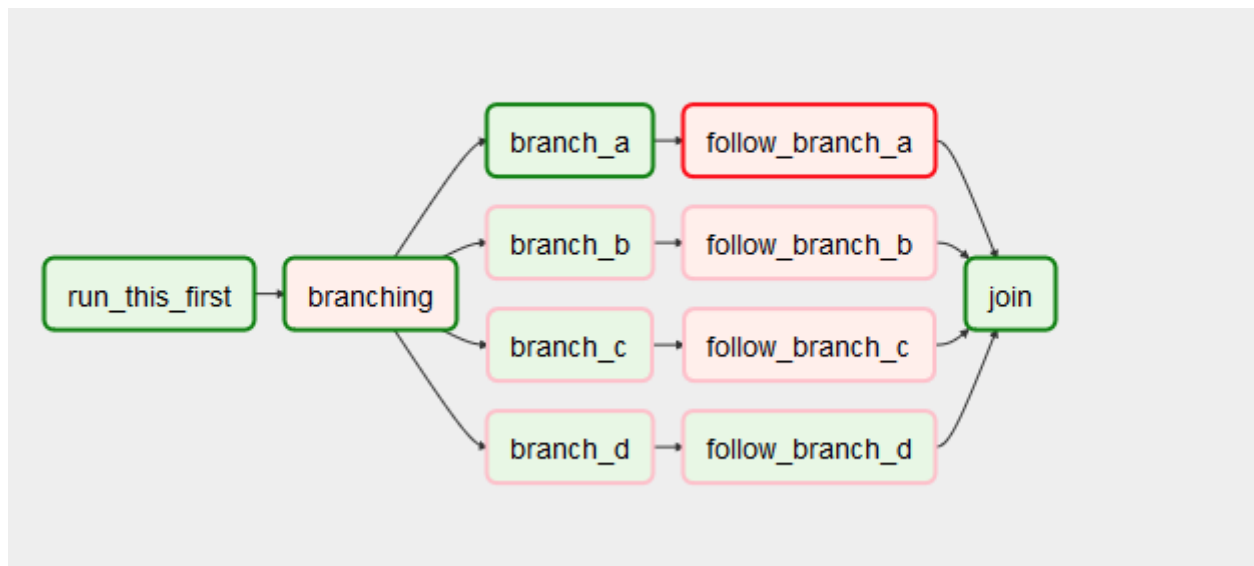 run_this_first
branching
branch_a
follow_branch_a
branch_b
follow_branch_b
branch_c
follow_branch_c
branch_d
follow_branch_d
join